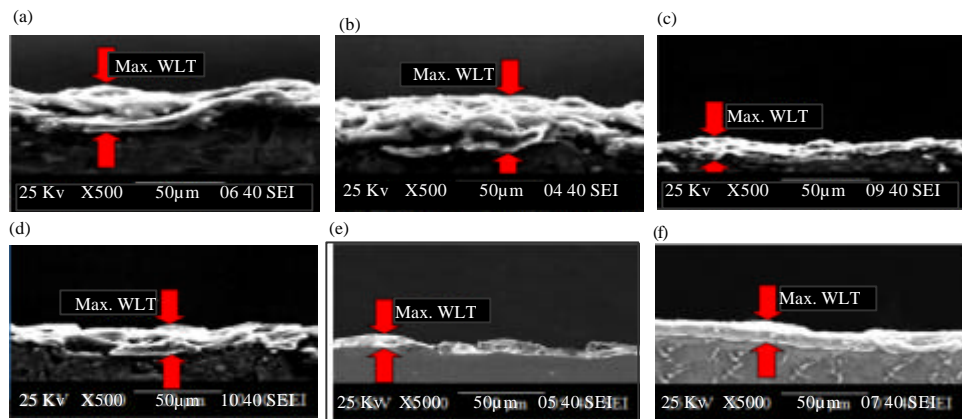 (a)
(b)
(c)
Max. WLT
Max. WLT
Max. WLT
25 Kv X500 50µm 06 40 SEI
25 Kv X500 50µm 04 40 SEI
25 Kv X500 50µm 09 40 SEI
(d)
(e)
(f)
Max. WLT
Max. WLT
Max. WLT
25 Kv X500 50µm 10 40 SEI
25 Kv X500 50µm 05 40 SEI
25 Kv X500 50µm 07 40 SEI